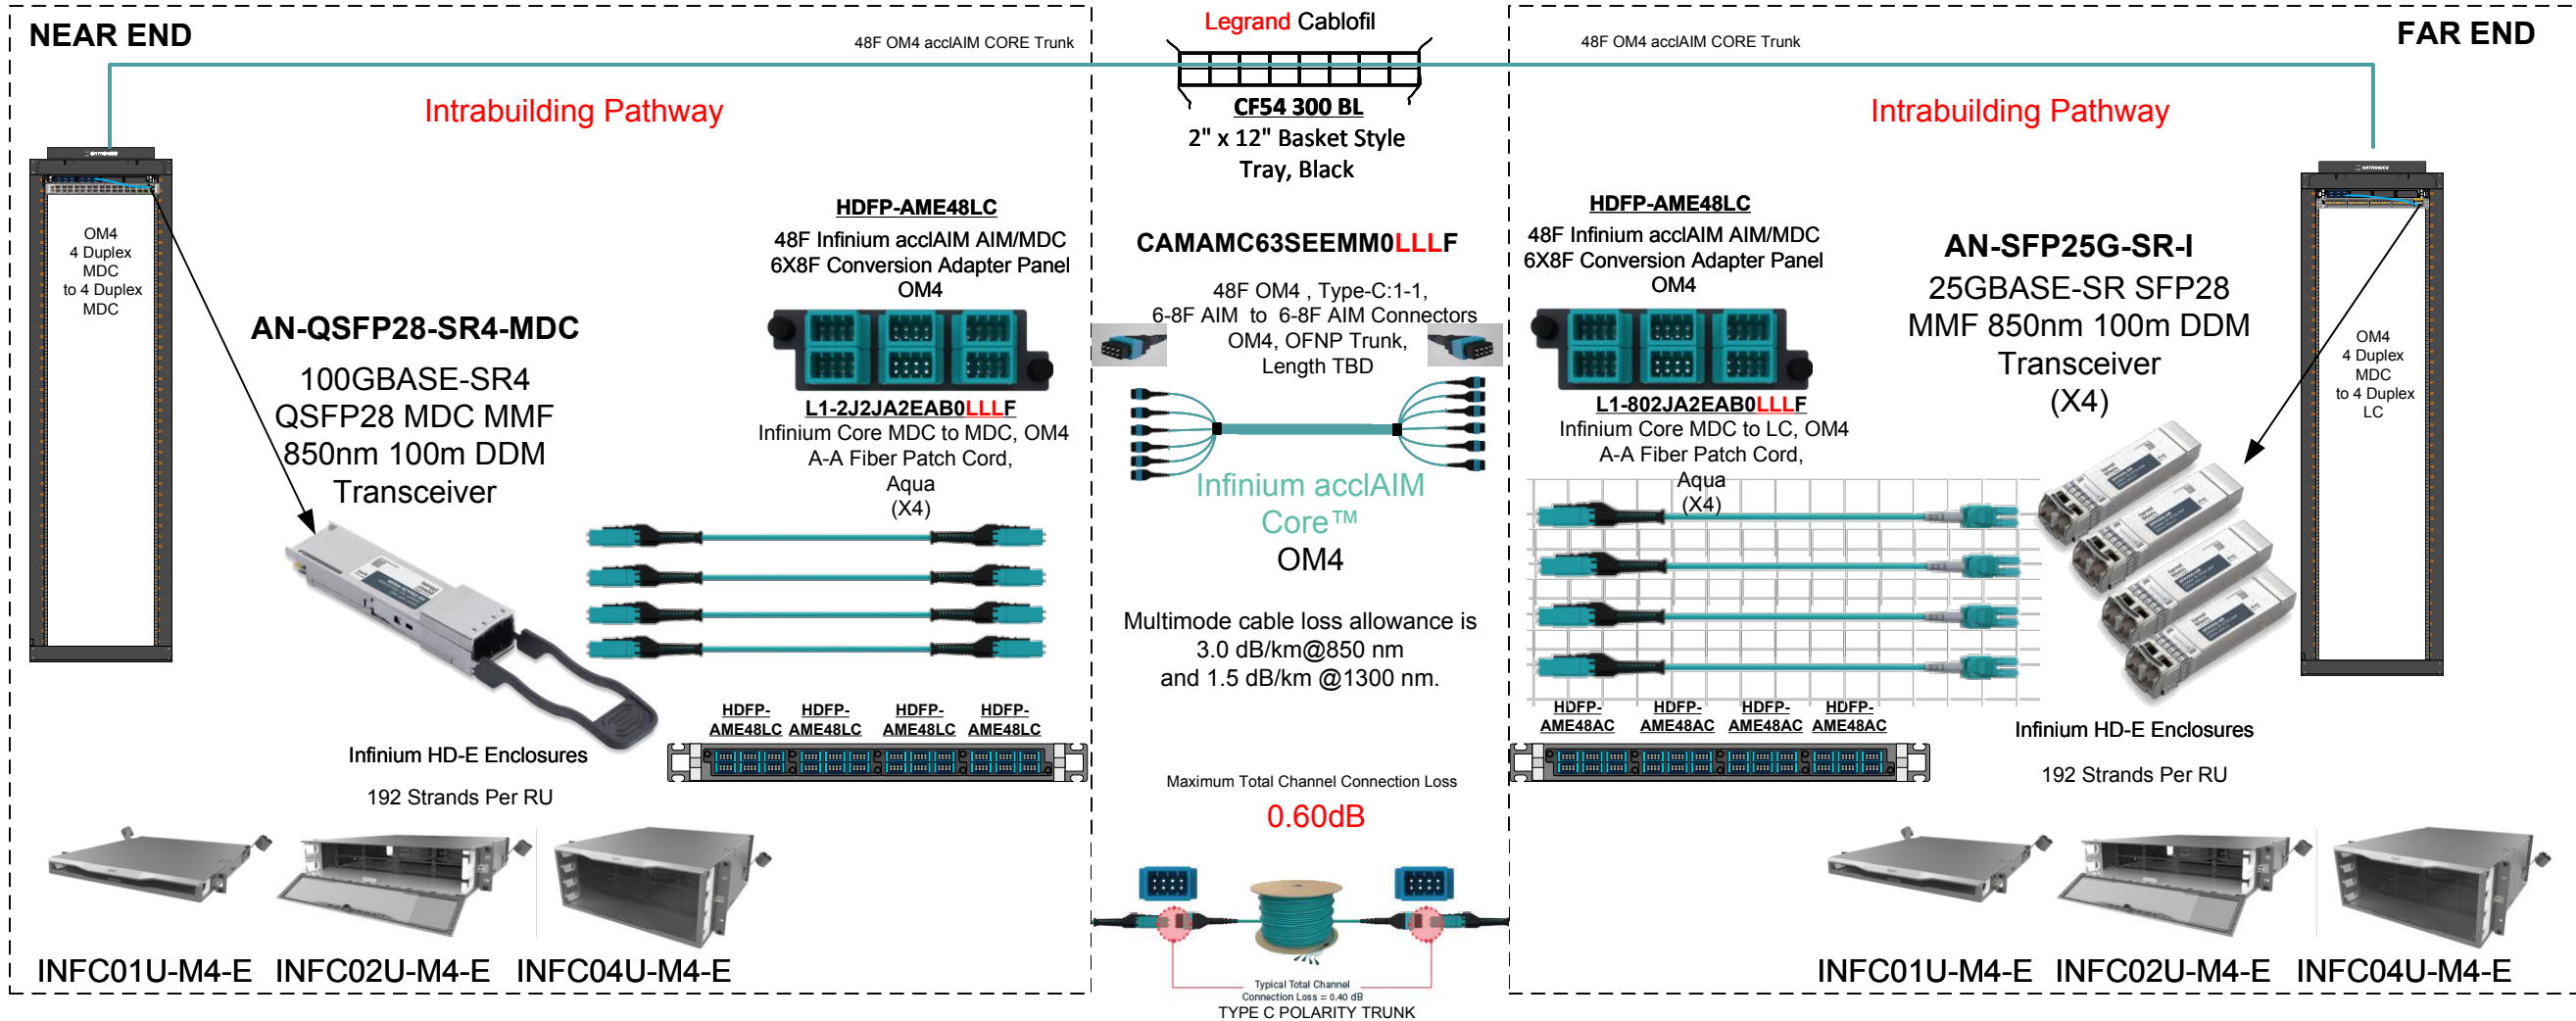 NEAR END
48F OM4 acclAIM CORE Trunk
Intrabuilding Pathway
OM4
4 Duplex
MDC
to 4 Duplex
MDC
AN-QSFP28-SR4-MDC
100GBASE-SR4
QSFP28 MDC MMF
850nm 100m DDM
Transceiver
HDFP-AME48LC
48F Infinium acclAIM AIM/MDC
6X8F Conversion Adapter Panel
OM4
L1-2J2JA2EAB0LLLF
Infinium Core MDC to MDC, OM4
A-A Fiber Patch Cord,
Aqua
(X4)
HDFP-
AME48LC
HDFP-
AME48LC
HDFP-
AME48LC
HDFP-
AME48LC
Infinium HD-E Enclosures
192 Strands Per RU
INFC01U-M4-E
INFC02U-M4-E
INFC04U-M4-E
Legrand Cablofil
CF54 300 BL
2" x 12" Basket Style
Tray, Black
CAMAMC63SEEMM0LLLF
48F OM4 , Type-C:1-1,
6-8F AIM to 6-8F AIM Connectors
OM4, OFNP Trunk,
Length TBD
Infinium acclAIM
Core™
OM4
Multimode cable loss allowance is
3.0 dB/km@850 nm
and 1.5 dB/km @1300 nm.
Maximum Total Channel Connection Loss
0.60dB
Typical Total Channel
Connection Loss = 0.40 dB
TYPE C POLARITY TRUNK
FAR END
48F OM4 acclAIM CORE Trunk
Intrabuilding Pathway
HDFP-AME48LC
48F Infinium acclAIM AIM/MDC
6X8F Conversion Adapter Panel
OM4
L1-802JA2EAB0LLLF
Infinium Core MDC to LC, OM4
A-A Fiber Patch Cord,
Aqua
(X4)
AN-SFP25G-SR-I
25GBASE-SR SFP28
MMF 850nm 100m DDM
Transceiver
(X4)
OM4
4 Duplex
MDC
to 4 Duplex
LC
HDFP-
AME48AC
HDFP-
AME48AC
HDFP-
AME48AC
HDFP-
AME48AC
Infinium HD-E Enclosures
192 Strands Per RU
INFC01U-M4-E
INFC02U-M4-E
INFC04U-M4-E